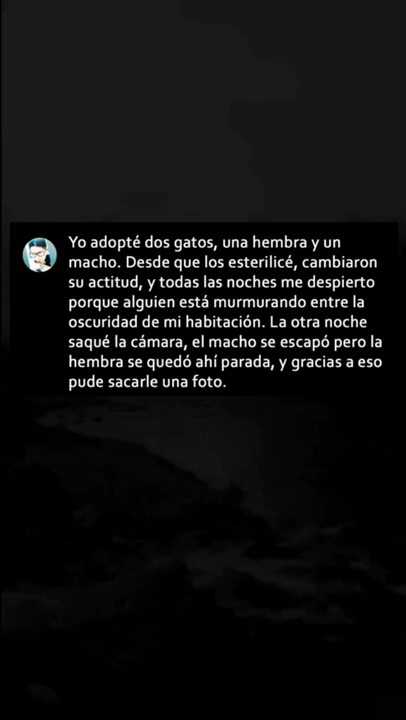 Yo adopté dos gatos, una hembra y un
macho. Desde que los esterilicé, cambiaron
su actitud, y todas las noches me despierto
porque alguien está murmurando entre la
oscuridad de mi habitación. La otra noche
saqué la cámara, el macho se escapó pero la
hembra se quedó ahí parada, y gracias a eso
pude sacarle una foto.